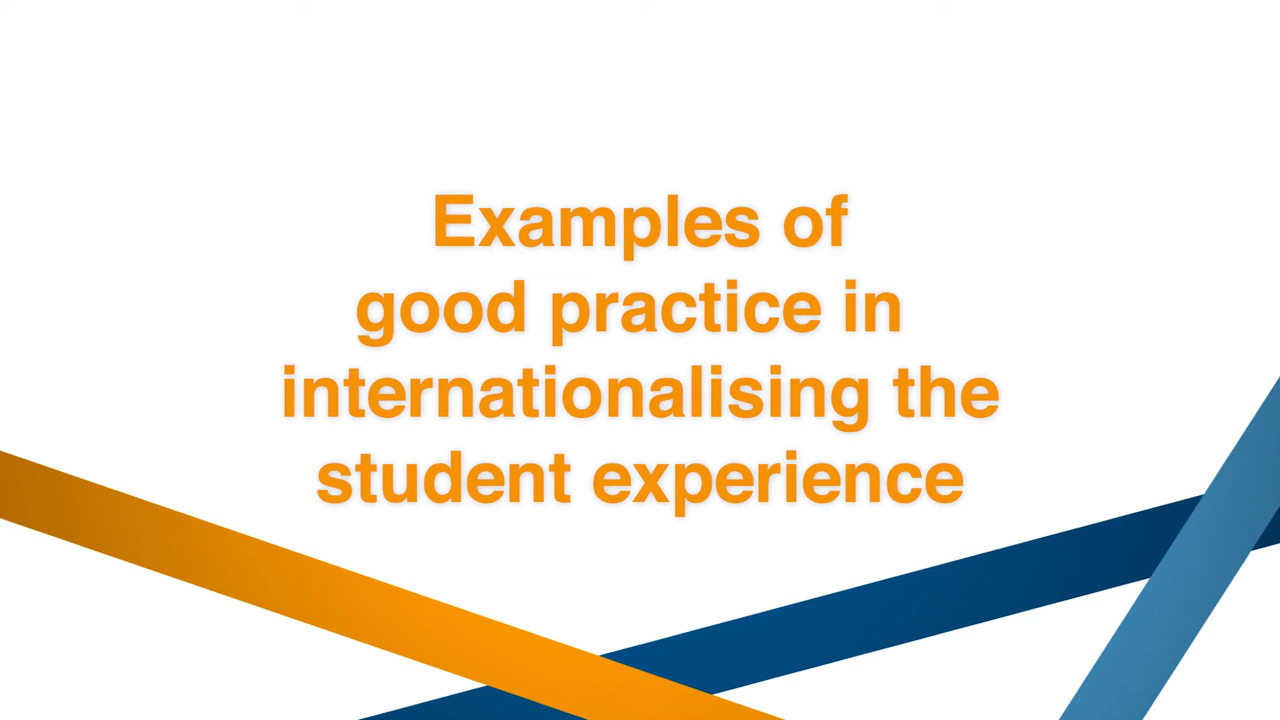 Examples of
good practice in
internationalising the
student experience